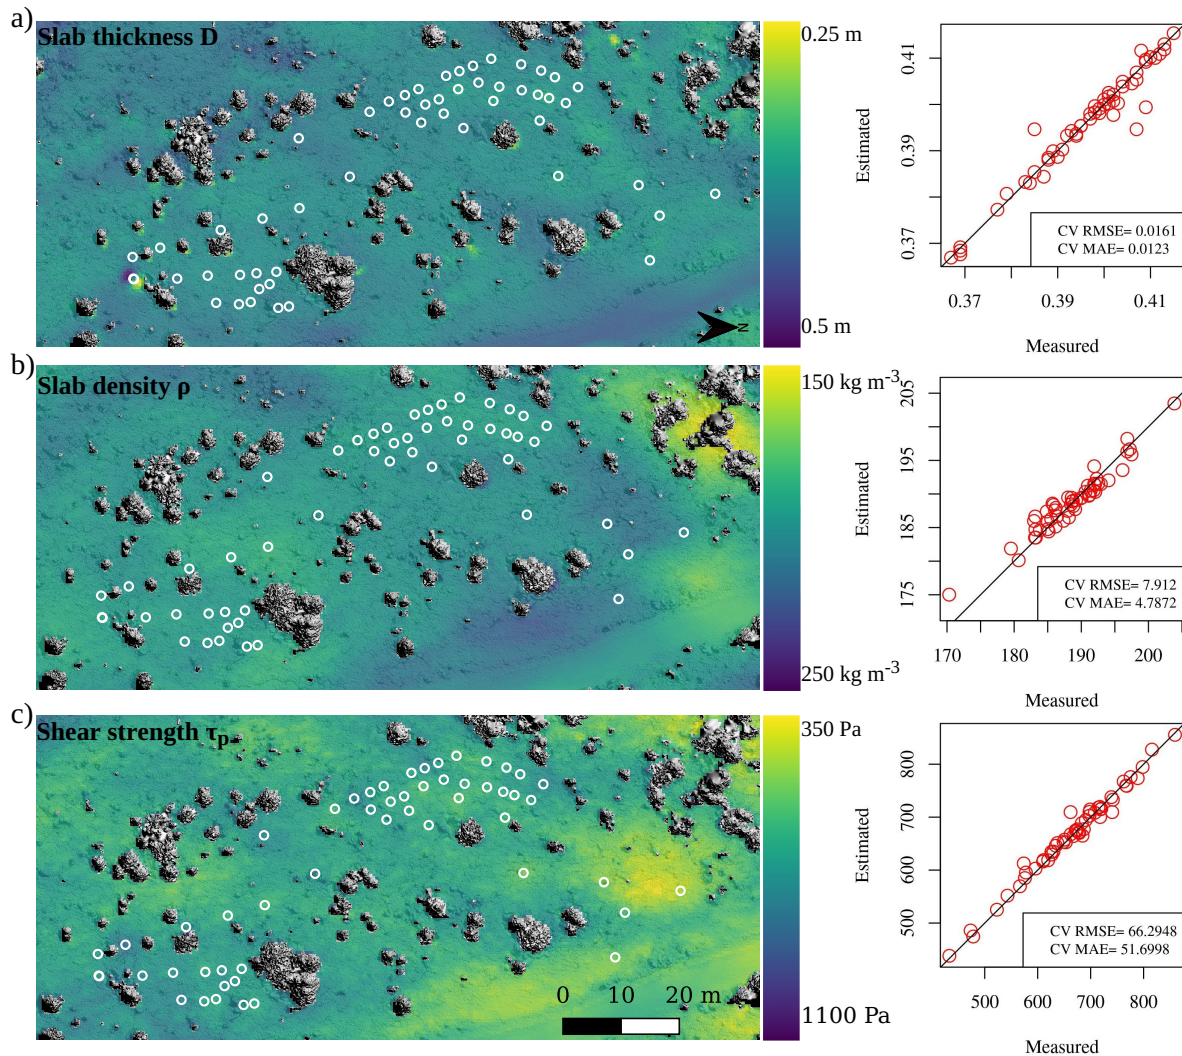 a)
Slab thickness D
0.25 m
0.5 m
N
Estimated
0.41
0.39
0.37
CV RMSE= 0.0161
CV MAE= 0.0123
0.37
0.39
0.41
Measured
b)
Slab density ρ
150 kg m⁻³
250 kg m⁻³
Estimated
205
195
185
175
CV RMSE= 7.912
CV MAE= 4.7872
170
180
190
200
Measured
c)
Shear strength τp
350 Pa
1100 Pa
0 10 20 m
Estimated
800
700
600
500
CV RMSE= 66.2948
CV MAE= 51.6998
500
600
700
800
Measured